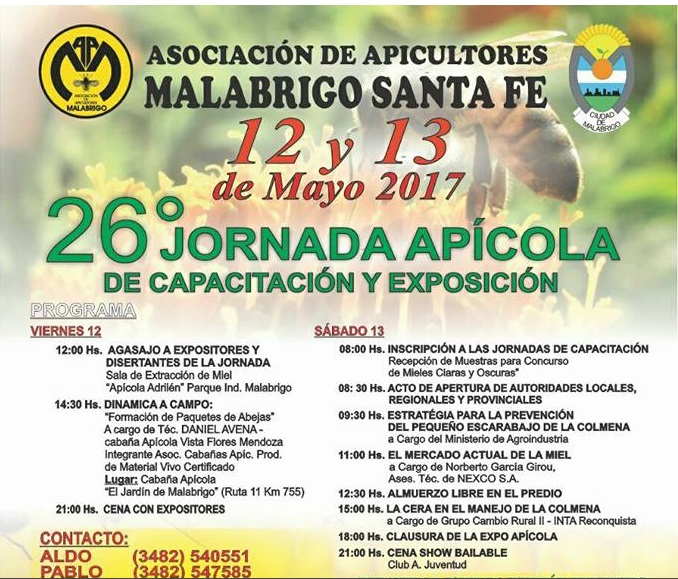 ASOCIACIÓN DE APICULTORES
MALABRIGO SANTA FE
12 y 13
de Mayo 2017
26° JORNADA APÍCOLA
DE CAPACITACIÓN Y EXPOSICIÓN
MALABRIGO
CIUDAD
DE
MALABRIGO
PROGRAMA
VIERNES 12
12:00 Hs. AGASAJO A EXPOSITORES Y
DISERTANTES DE LA JORNADA
Sala de Extracción de Miel
"Apícola Adrilén" Parque Ind. Malabrigo
14:30 Hs. DINAMICA A CAMPO:
"Formación de Paquetes de Abejas"
A cargo de Téc. DANIEL AVENA -
cabaña Apícola Vista Flores Mendoza
Integrante Asoc. Cabañas Apíc. Prod.
de Material Vivo Certificado
Lugar: Cabaña Apícola
"El Jardín de Malabrigo" (Ruta 11 Km 755)
21:00 Hs. CENA CON EXPOSITORES
CONTACTO:
ALDO (3482) 540551
PABLO (3482) 547585
SÁBADO 13
08:00 Hs. INSCRIPCIÓN A LAS JORNADAS DE CAPACITACIÓN
Recepción de Muestras para Concurso
de Mieles Claras y Oscuras"
08: 30 Hs. ACTO DE APERTURA DE AUTORIDADES LOCALES,
REGIONALES Y PROVINCIALES
09:30 Hs. ESTRATÉGIA PARA LA PREVENCIÓN
DEL PEQUEÑO ESCARABAJO DE LA COLMENA
a Cargo del Ministerio de Agroindustria
11:00 Hs. EL MERCADO ACTUAL DE LA MIEL
a Cargo de Norberto García Girou,
Ases. Téc. de NEXCO S.A.
12:30 Hs. ALMUERZO LIBRE EN EL PREDIO
15:00 Hs. LA CERA EN EL MANEJO DE LA COLMENA
a Cargo de Grupo Cambio Rural II - INTA Reconquista
18:00 Hs. CLAUSURA DE LA EXPO APÍCOLA
21:00 Hs. CENA SHOW BAILABLE
Club A. Juventud